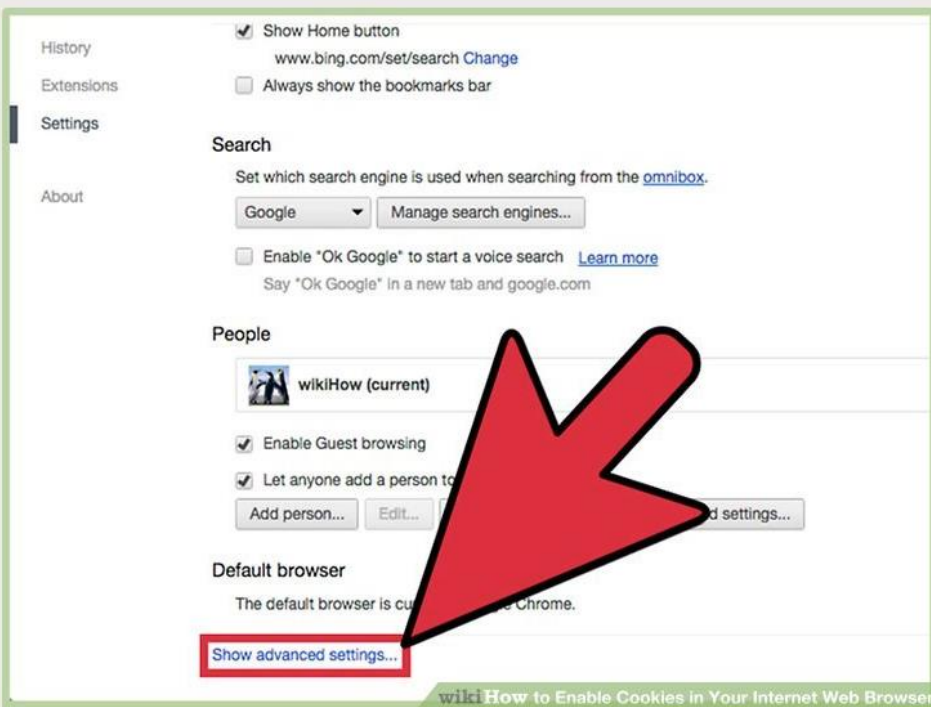 History
Extensions
Settings
About
Show Home button
www.bing.com/set/search Change
Always show the bookmarks bar
Search
Set which search engine is used when searching from the omnibox.
Google Manage search engines...
Enable "Ok Google" to start a voice search Learn more
Say "Ok Google" in a new tab and google.com
People
wikiHow (current)
Enable Guest browsing
Let anyone add a person to
Add person... Edit... settings...
Default browser
The default browser is Chrome.
Show advanced settings...
wikiHow to Enable Cookies in Your Internet Web Browser